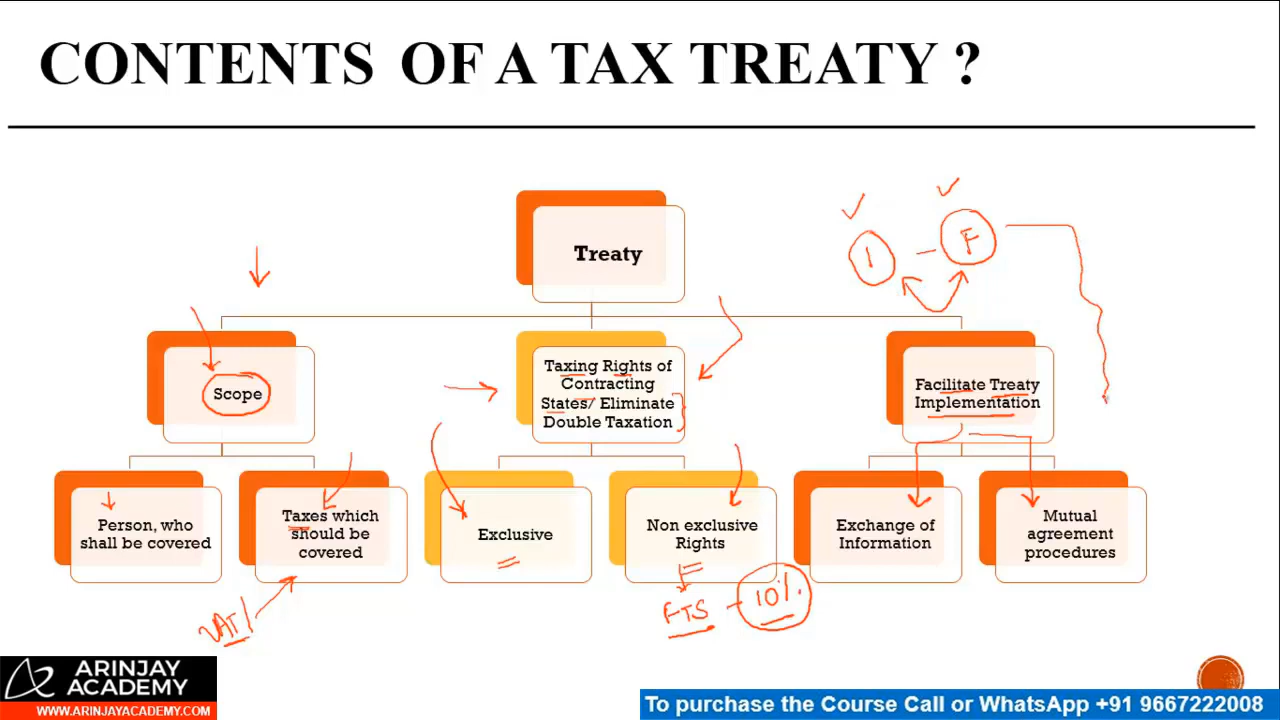 CONTENTS OF A TAX TREATY ?
Treaty
I - F
Scope
Taxing Rights of
Contracting
States/ Eliminate
Double Taxation
Facilitate Treaty
Implementation
Person, who
shall be covered
Taxes which
should be
covered
Exclusive
Non exclusive
Rights
Exchange of
Information
Mutual
agreement
procedures
VAT
FTS - 10%
ARINJAY
ACADEMY
WWW.ARINJAYACADEMY.COM
To purchase the Course Call or WhatsApp +91 9667222008